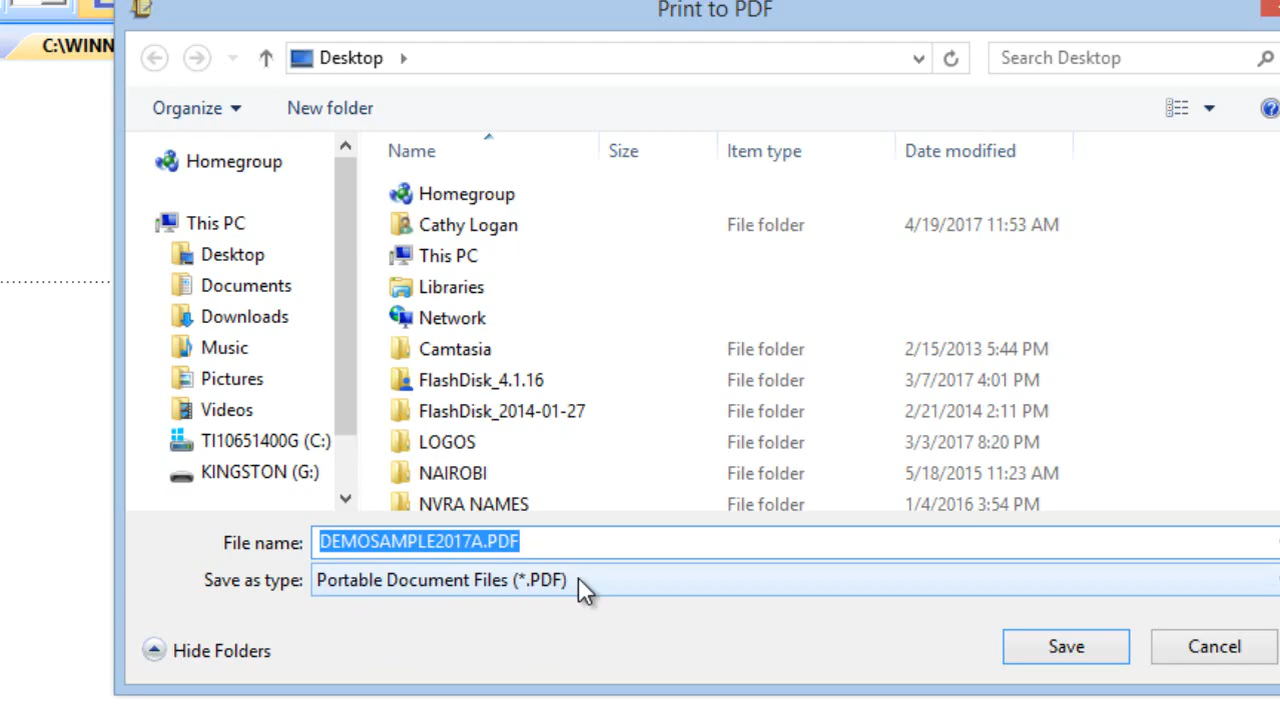 Print to PDF
C:\WINN
Desktop
Search Desktop
Organize
New folder
Name Size Item type Date modified
Homegroup
This PC
Desktop
Documents
Downloads
Music
Pictures
Videos
TI10651400G (C:)
KINGSTON (G:)
Homegroup
Cathy Logan File folder 4/19/2017 11:53 AM
This PC
Libraries
Network
Camtasia File folder 2/15/2013 5:44 PM
FlashDisk_4.1.16 File folder 3/7/2017 4:01 PM
FlashDisk_2014-01-27 File folder 2/21/2014 2:11 PM
LOGOS File folder 3/3/2017 8:20 PM
NAIROBI File folder 5/18/2015 11:23 AM
NVRA NAMES File folder 1/4/2016 3:54 PM
File name: DEMOSAMPLE2017A.PDF
Save as type: Portable Document Files (*.PDF)
Hide Folders
Save
Cancel